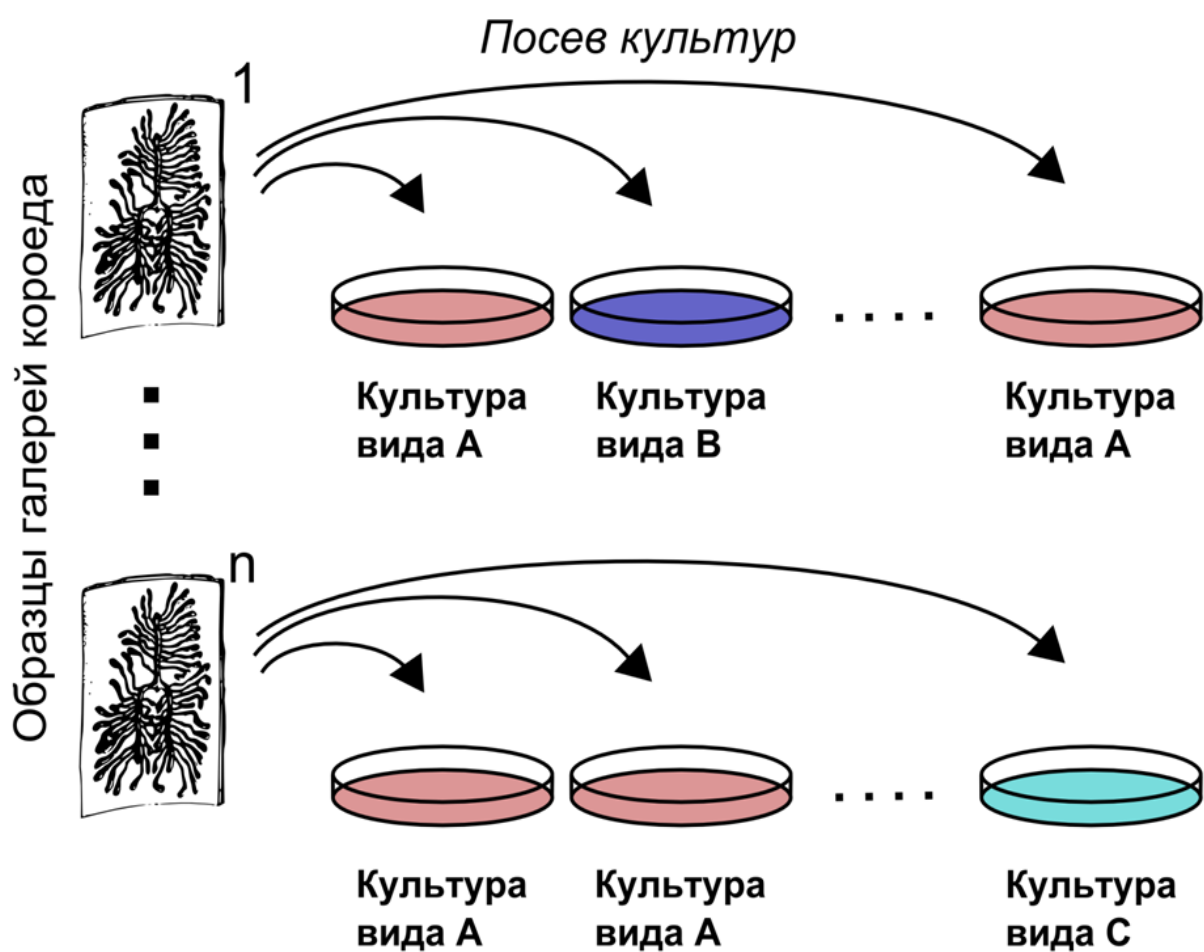 Посев культур
Образцы галерей короеда
1
Культура
вида А
Культура
вида В
Культура
вида А
n
Культура
вида А
Культура
вида А
Культура
вида С